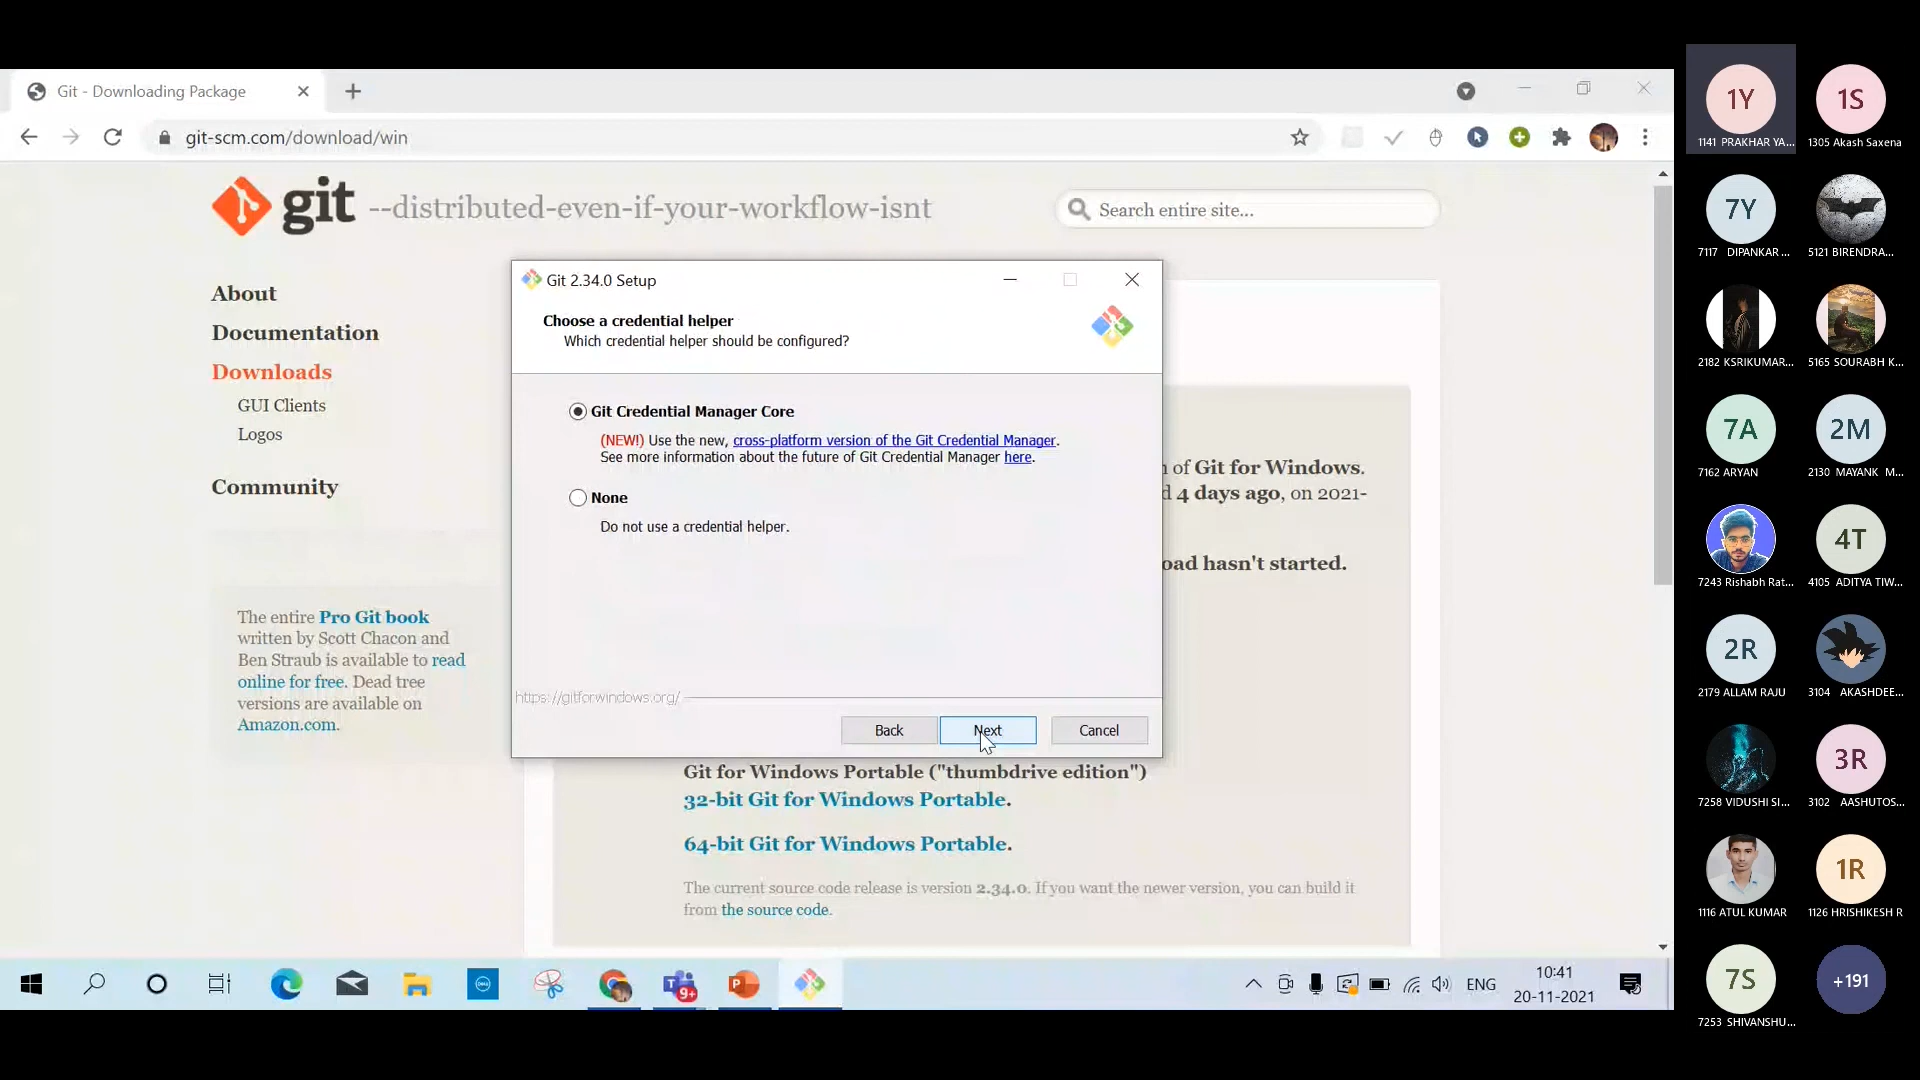 Git - Downloading Package
git-scm.com/download/win
git --distributed-even-if-your-workflow-isnt
Search entire site...
About
Documentation
Downloads
GUI Clients
Logos
Community
The entire Pro Git book
written by Scott Chacon and
Ben Straub is available to read
online for free. Dead tree
versions are available on
Amazon.com.
Git 2.34.0 Setup
Choose a credential helper
Which credential helper should be configured?
Git Credential Manager Core
(NEW!) Use the new, cross-platform version of the Git Credential Manager.
See more information about the future of Git Credential Manager here.
None
Do not use a credential helper.
https://gitforwindows.org/
Back
Next
Cancel
of Git for Windows.
4 days ago, on 2021-
hasn't started.
Git for Windows Portable ("thumbdrive edition")
32-bit Git for Windows Portable.
64-bit Git for Windows Portable.
The current source code release is version 2.34.0. If you want the newer version, you can build it
from the source code.
9+
ENG
10:41
20-11-2021
1Y
1141 PRAKHAR YA...
1S
1305 Akash Saxena
7Y
7117 DIPANKAR ...
5121 BIRENDRA...
2182 KSRIKUMAR...
5165 SOURABH K...
7A
7162 ARYAN
2M
2130 MAYANK M...
7243 Rishabh Rat...
4T
4105 ADITYA TIW...
2R
2179 ALLAM RAJU
3104 AKASHDEE...
7258 VIDUSHI SI...
3R
3102 AASHUTOS...
1116 ATUL KUMAR
1R
1126 HRISHIKESH R
7S
7253 SHIVANSHU...
+191